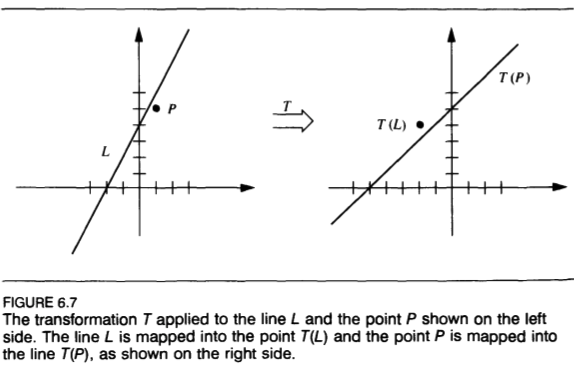 P
L
T
T(P)
T(L)
FIGURE 6.7
The transformation T applied to the line L and the point P shown on the left
side. The line L is mapped into the point T(L) and the point P is mapped into
the line T(P), as shown on the right side.